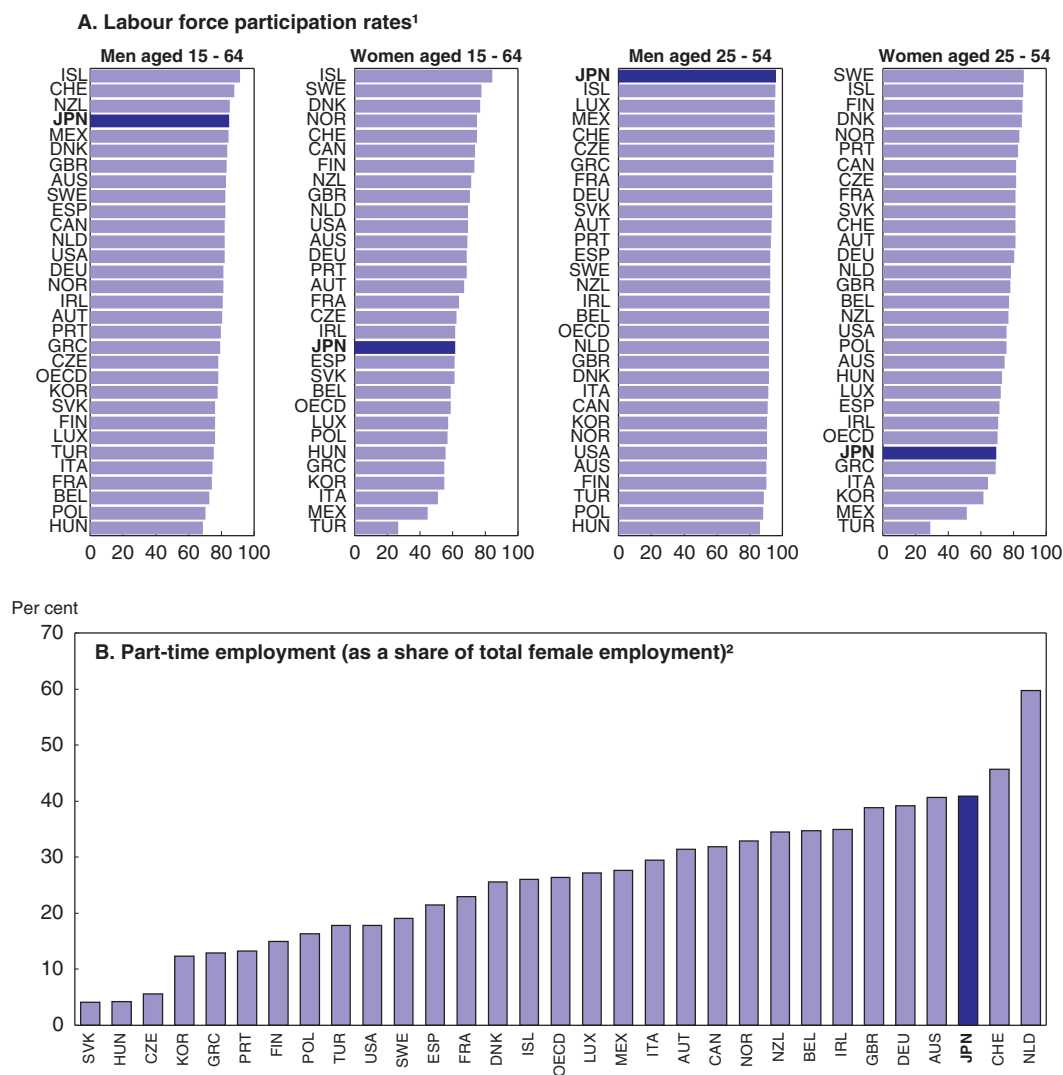 A. Labour force participation rates¹
Men aged 15 - 64
ISL
CHE
NZL
JPN
MEX
DNK
GBR
AUS
SWE
ESP
CAN
NLD
USA
DEU
NOR
IRL
AUT
PRT
GRC
CZE
OECD
KOR
SVK
FIN
LUX
TUR
ITA
FRA
BEL
POL
HUN
0 20 40 60 80 100
Women aged 15 - 64
ISL
SWE
DNK
NOR
CHE
CAN
FIN
NZL
GBR
NLD
USA
AUS
DEU
PRT
AUT
FRA
CZE
IRL
JPN
ESP
SVK
BEL
OECD
LUX
POL
HUN
GRC
KOR
ITA
MEX
TUR
0 20 40 60 80 100
Men aged 25 - 54
JPN
ISL
LUX
MEX
CHE
CZE
GRC
FRA
DEU
SVK
AUT
PRT
ESP
SWE
NZL
IRL
BEL
OECD
NLD
GBR
DNK
ITA
CAN
KOR
NOR
USA
AUS
FIN
TUR
POL
HUN
0 20 40 60 80 100
Women aged 25 - 54
SWE
ISL
FIN
DNK
NOR
PRT
CAN
CZE
FRA
SVK
CHE
AUT
DEU
NLD
GBR
BEL
NZL
USA
POL
AUS
HUN
LUX
ESP
IRL
OECD
JPN
GRC
ITA
KOR
MEX
TUR
0 20 40 60 80 100
Per cent
B. Part-time employment (as a share of total female employment)²
70
60
50
40
30
20
10
0
SVK HUN CZE KOR GRC PRT FIN POL TUR USA SWE ESP FRA DNK ISL OECD LUX MEX ITA AUT CAN NOR NZL BEL IRL GBR DEU AUS JPN CHE NLD